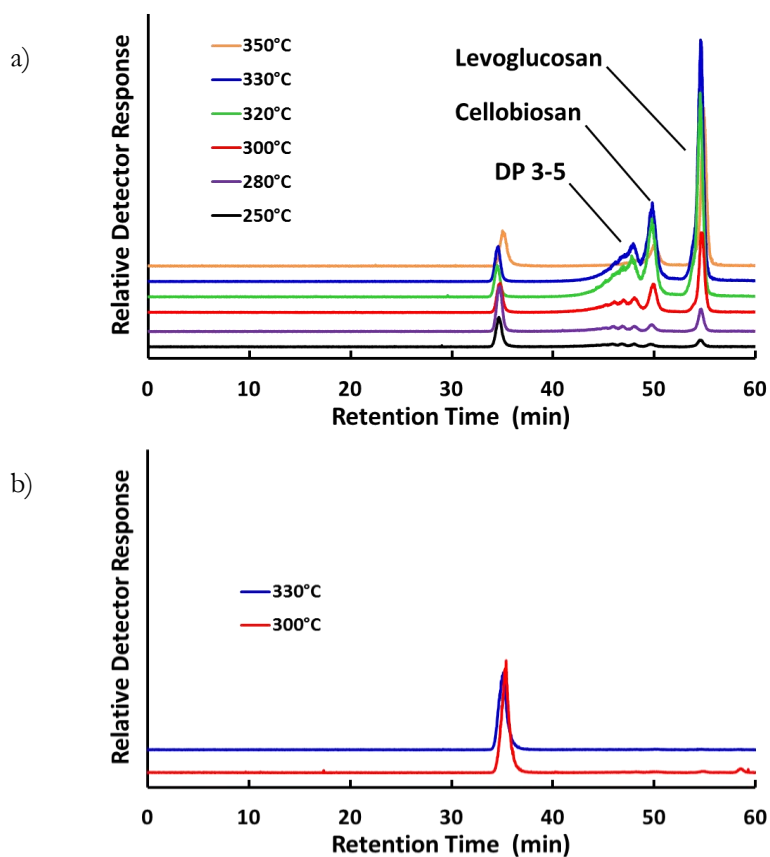 a)
Relative Detector Response
350°C
330°C
320°C
300°C
280°C
250°C
Levoglucosan
Cellobiosan
DP 3-5
0 10 20 30 40 50 60
Retention Time (min)
b)
Relative Detector Response
330°C
300°C
0 10 20 30 40 50 60
Retention Time (min)